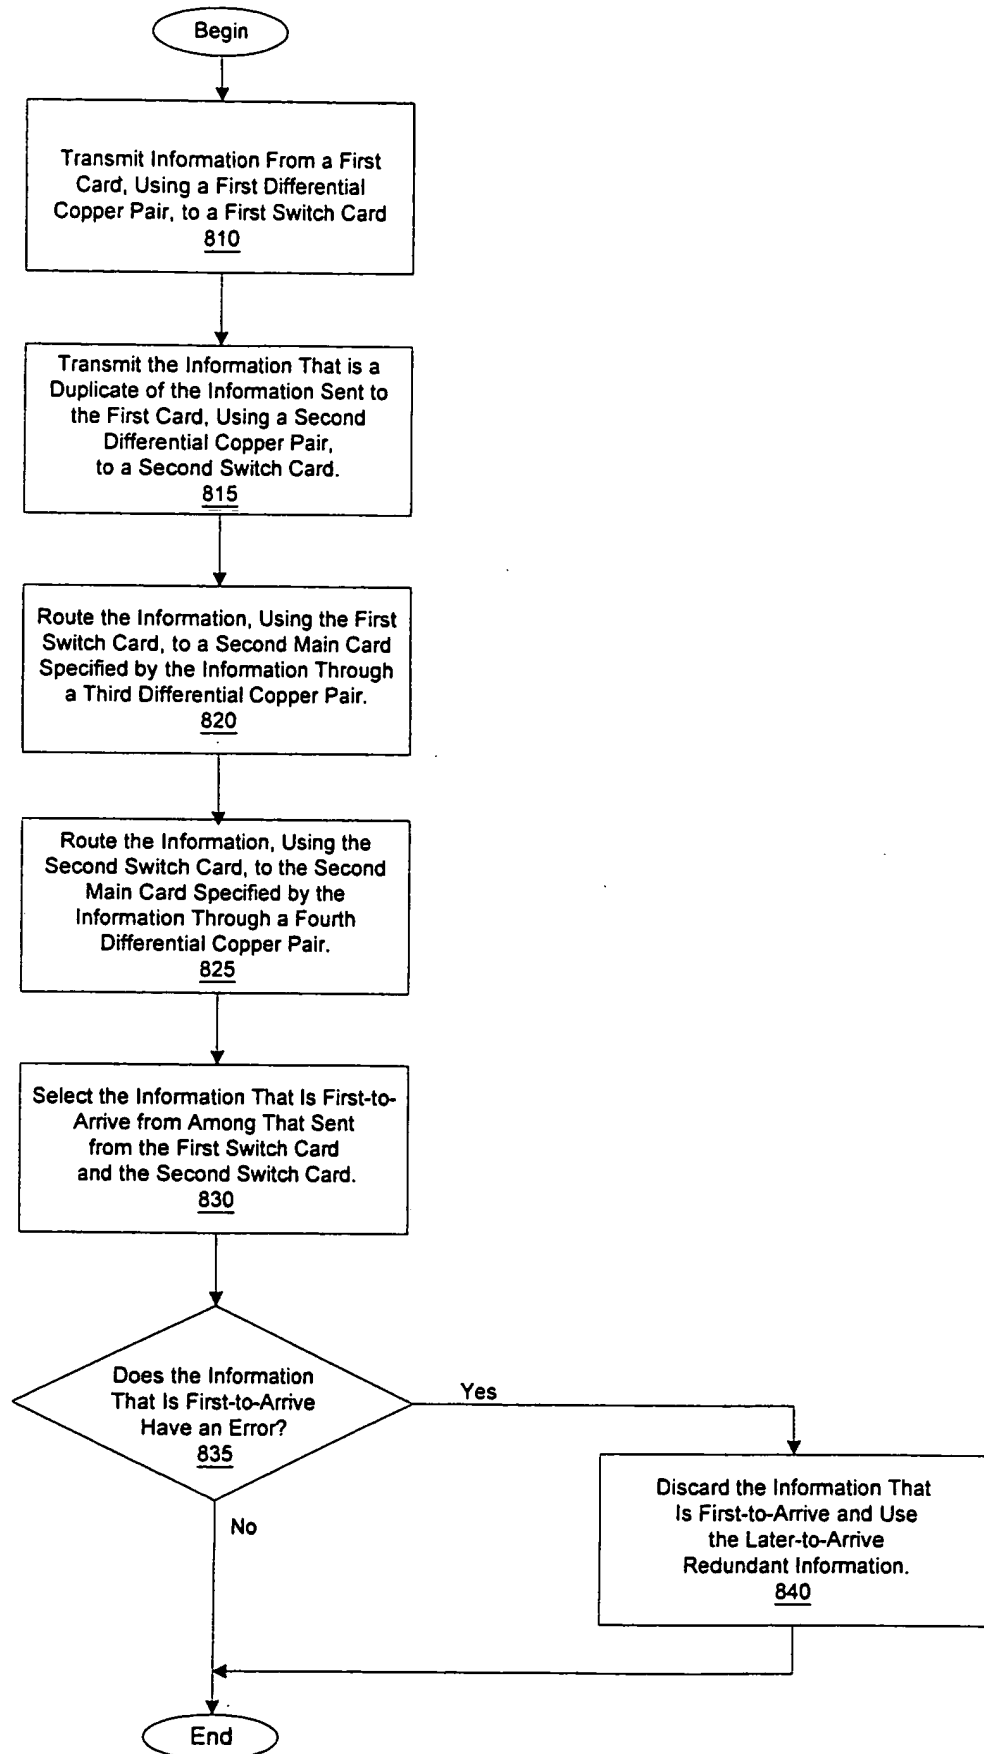 Begin
Transmit Information From a First
Card, Using a First Differential
Copper Pair, to a First Switch Card
810
Transmit the Information That is a
Duplicate of the Information Sent to
the First Card, Using a Second
Differential Copper Pair,
to a Second Switch Card.
815
Route the Information, Using the First
Switch Card, to a Second Main Card
Specified by the Information Through
a Third Differential Copper Pair.
820
Route the Information, Using the
Second Switch Card, to the Second
Main Card Specified by the
Information Through a Fourth
Differential Copper Pair.
825
Select the Information That Is First-to-
Arrive from Among That Sent
from the First Switch Card
and the Second Switch Card.
830
Does the Information
That Is First-to-Arrive
Have an Error?
835
Yes
No
Discard the Information That
Is First-to-Arrive and Use
the Later-to-Arrive
Redundant Information.
840
End